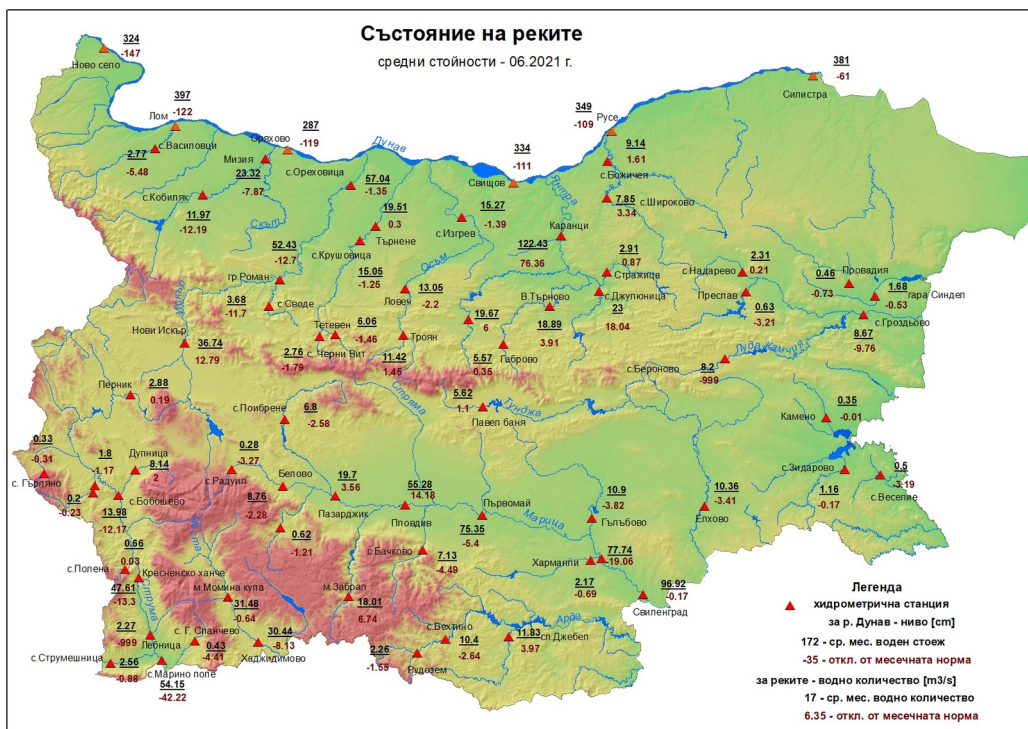 Състояние на реките
средни стойности - 06.2021 г.
324
-147
Ново село
381
-61
Силистра
397
-122
Лом
349
-109
Русе
287
-119
Оряхово
334
-111
Свищов
Дунав
с.Василовци
2.77
-5.48
Мизия
23.32
-7.87
с.Ореховица
57.04
-1.35
9.14
1.61
с.Божичен
с.Кобиляк
11.97
-12.19
Скът
19.51
0.3
Търнене
15.27
-1.39
с.Изгрев
Янтра
7.85
3.34
с.Широково
52.43
-12.7
гр.Роман
с.Крушовица
15.05
-1.25
Осъм
Каранци
122.43
76.36
2.91
0.87
Стражица
с.Надарево
2.31
0.21
0.46
-0.73
Провадия
3.68
-11.7
с.Своде
Искър
Ловеч
13.05
-2.2
В.Търново
с.Джулюница
Преслав
0.63
-3.21
1.68
-0.53
гара Синдел
Нови Искър
36.74
12.79
Тетевен
6.06
-1.46
Троян
19.67
6
18.89
3.91
23
18.04
с.Гроздьово
8.67
-9.76
2.76
-1.79
с. Черни Вит
11.42
1.45
5.57
0.35
Габрово
Луда Камчия
с.Бероново
8.2
-999
Перник
2.88
0.19
Стряма
5.62
1.1
Павел баня
Тунджа
с.Поибрене
6.8
-2.58
0.35
-0.01
Камено
0.33
-0.31
с. Гърляно
1.8
-1.17
Дупница
8.14
2
0.28
-3.27
с.Радуил
Белово
19.7
3.56
55.28
14.18
10.9
-3.82
10.36
-3.41
с.Зидарово
0.5
-3.19
с.Веселие
0.2
-0.23
с.Бобошево
13.98
-12.17
8.76
-2.28
Пазарджик
Пловдив
Първомай
75.35
-5.4
Марица
Гълъбово
Елхово
1.16
-0.17
0.62
-1.21
0.66
0.03
с.Полена
Места
с.Бачково
7.13
-4.49
Харманли
77.74
-19.06
Кресненско ханче
47.61
-13.3
Струма
м.Момина кула
31.48
-0.64
м.Забрал
18.01
6.74
2.17
-0.69
96.92
-0.17
Свиленград
2.27
-999
Лебница
с. Г. Спанчево
0.43
-4.41
30.44
-8.13
Хаджидимово
с.Вехтино
10.4
-2.64
Арда
11.83
3.97
сп.Джебел
с.Струмешница
2.56
-0.88
с.Марино поле
54.15
-42.22
2.26
-1.55
Рудозем
Легенда
хидрометрична станция
за р. Дунав - ниво [cm]
172 - ср. мес. воден стоеж
-35 - откл. от месечната норма
за реките - водно количество [m3/s]
17 - ср. мес. водно количество
6.35 - откл. от месечната норма